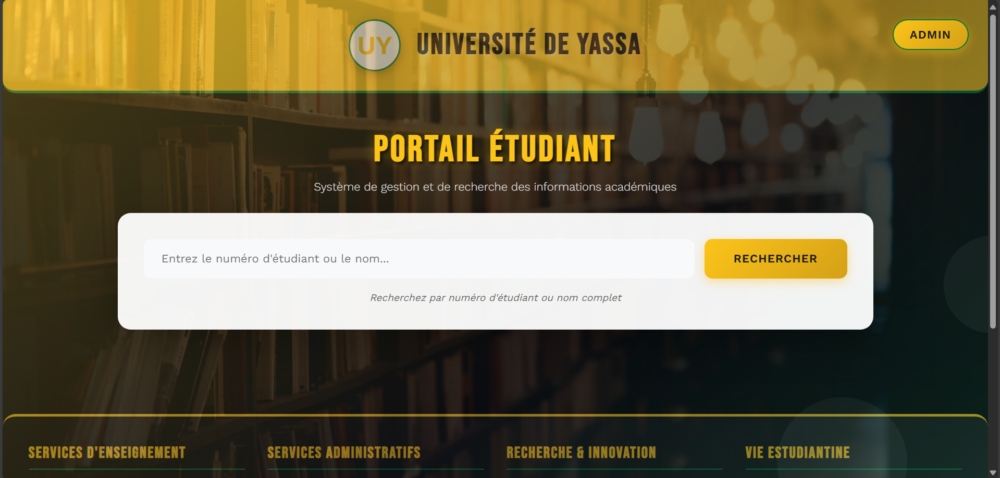 UY
UNIVERSITÉ DE YASSA
ADMIN
PORTAIL ÉTUDIANT
Système de gestion et de recherche des informations académiques
Entrez le numéro d'étudiant ou le nom...
RECHERCHER
Recherchez par numéro d'étudiant ou nom complet
SERVICES D'ENSEIGNEMENT
SERVICES ADMINISTRATIFS
RECHERCHE & INNOVATION
VIE ESTUDIANTINE